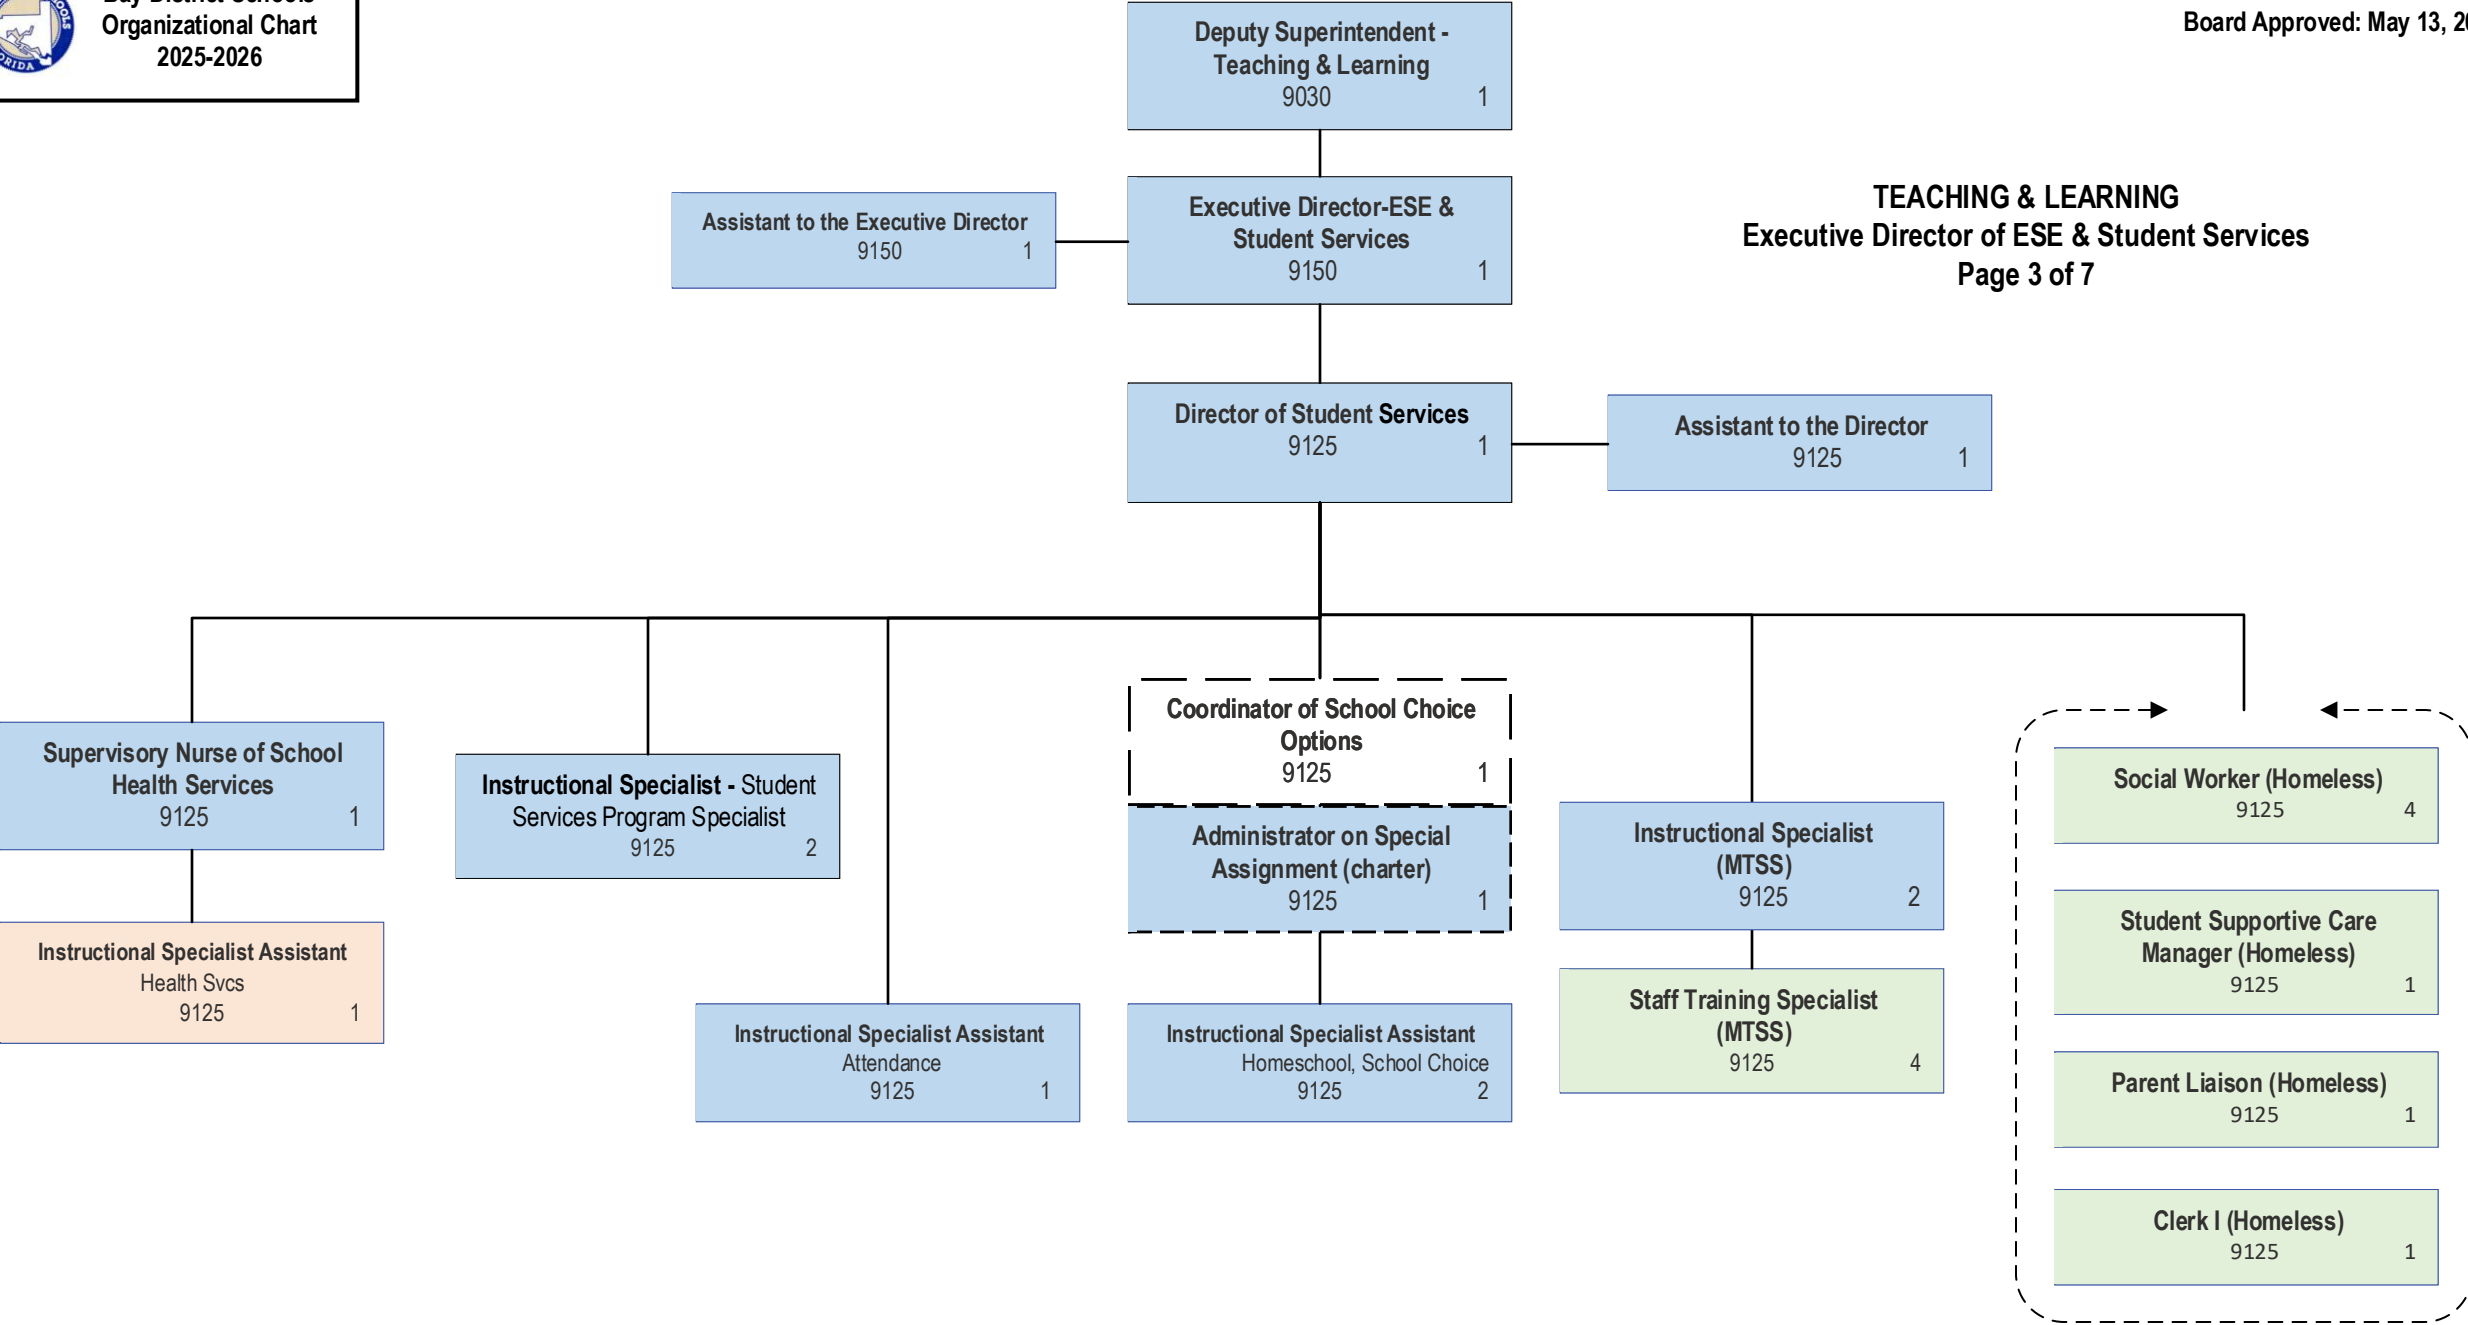 Bay District Schools
Organizational Chart
2025-2026
Board Approved: May 13,
Deputy Superintendent -
Teaching & Learning
9030 1
TEACHING & LEARNING
Executive Director of ESE & Student Services
Page 3 of 7
Assistant to the Executive Director
9150 1
Executive Director-ESE &
Student Services
9150 1
Director of Student Services
9125 1
Assistant to the Director
9125 1
Supervisory Nurse of School
Health Services
9125 1
Instructional Specialist Assistant
Health Svcs
9125 1
Instructional Specialist - Student
Services Program Specialist
9125 2
Instructional Specialist Assistant
Attendance
9125 1
Coordinator of School Choice
Options
9125 1
Administrator on Special
Assignment (charter)
9125 1
Instructional Specialist Assistant
Homeschool, School Choice
9125 2
Instructional Specialist
(MTSS)
9125 2
Staff Training Specialist
(MTSS)
9125 4
Social Worker (Homeless)
9125 4
Student Supportive Care
Manager (Homeless)
9125 1
Parent Liaison (Homeless)
9125 1
Clerk I (Homeless)
9125 1